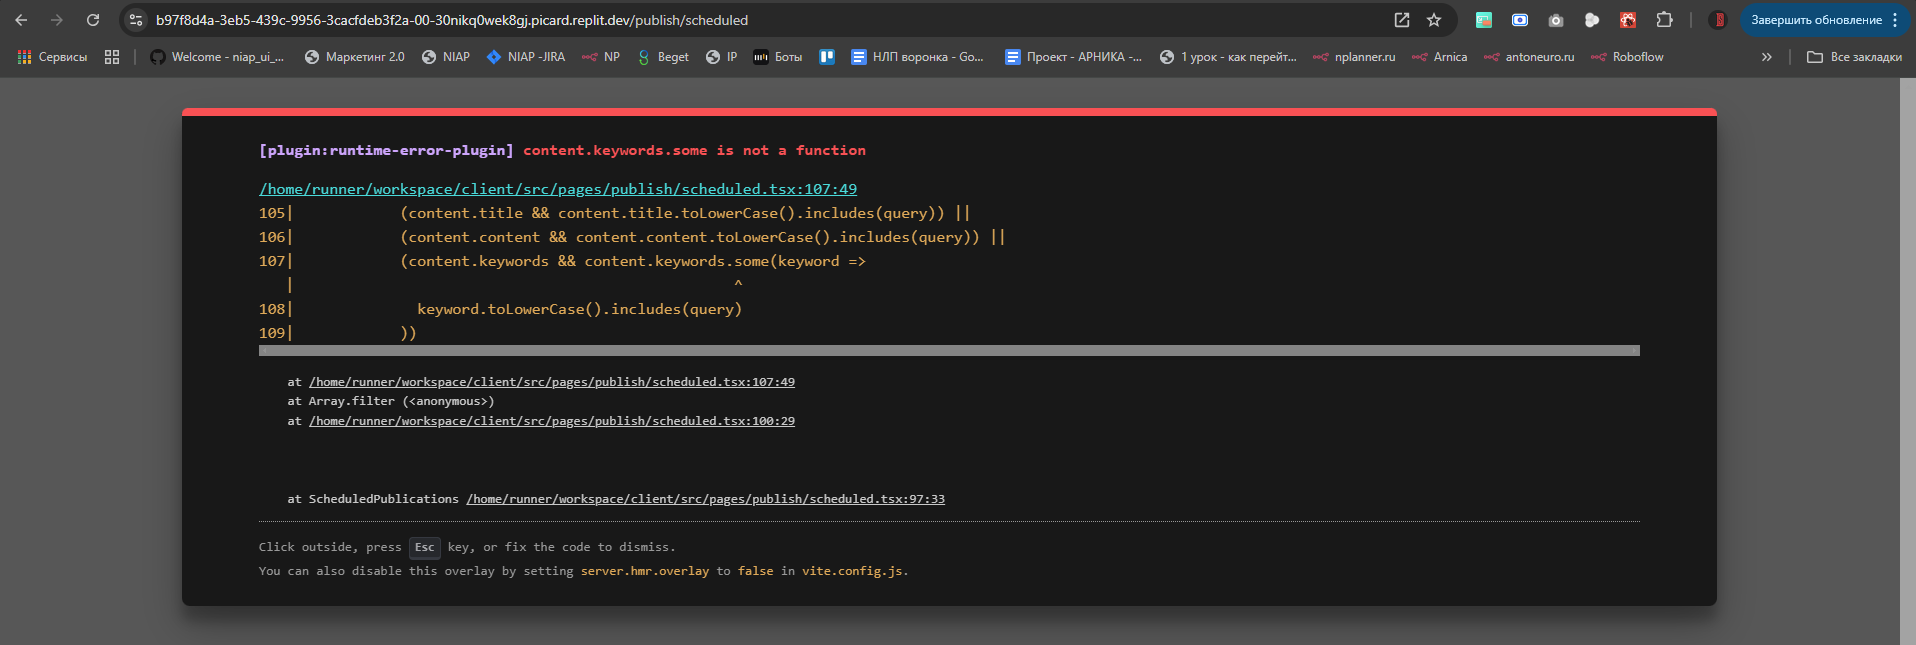 b97f8d4a-3eb5-439c-9956-3cacfdeb3f2a-00-30nikq0wek8gj.picard.replit.dev/publish/scheduled
Завершить обновление
Сервисы
Welcome - niap_ui_...
Маркетинг 2.0
NIAP
NIAP -JIRA
NP
Beget
IP
Боты
НЛП воронка - Go...
Проект - АРНИКА -...
1 урок - как перейт...
nplanner.ru
Arnica
antoneuro.ru
Roboflow
»
Все закладки
[plugin:runtime-error-plugin] content.keywords.some is not a function
/home/runner/workspace/client/src/pages/publish/scheduled.tsx:107:49
105|            (content.title && content.title.toLowerCase().includes(query)) ||
106|            (content.content && content.content.toLowerCase().includes(query)) ||
107|            (content.keywords && content.keywords.some(keyword =>
|                                                  ^
108|              keyword.toLowerCase().includes(query)
109|            ))
at /home/runner/workspace/client/src/pages/publish/scheduled.tsx:107:49
at Array.filter (<anonymous>)
at /home/runner/workspace/client/src/pages/publish/scheduled.tsx:100:29
at ScheduledPublications /home/runner/workspace/client/src/pages/publish/scheduled.tsx:97:33
Click outside, press Esc key, or fix the code to dismiss.
You can also disable this overlay by setting server.hmr.overlay to false in vite.config.js.